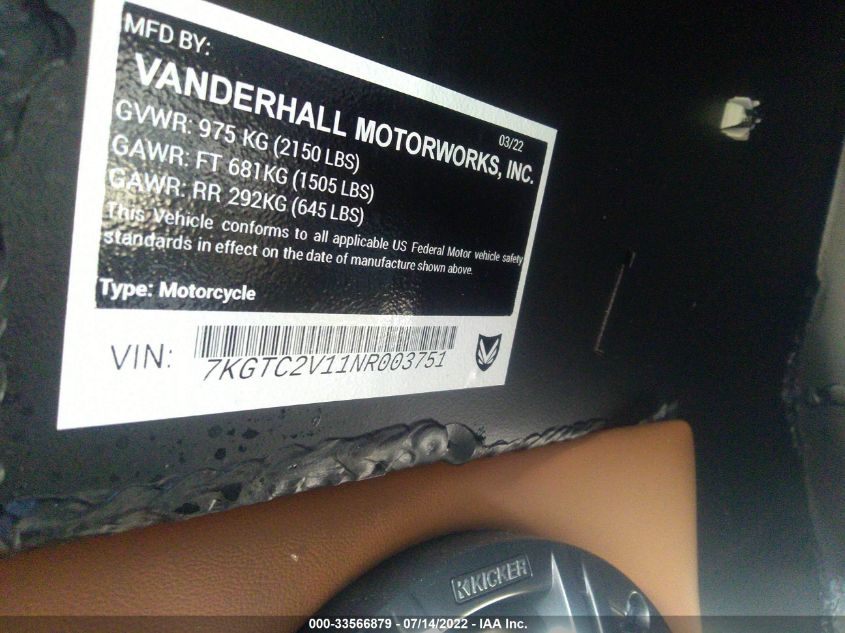 MFD BY:
VANDERHALL MOTORWORKS, INC.
03/22
GVWR: 975 KG (2150 LBS)
GAWR: FT 681KG (1505 LBS)
GAWR: RR 292KG (645 LBS)
This Vehicle conforms to all applicable US Federal Motor vehicle safety
standards in effect on the date of manufacture shown above.
Type: Motorcycle
VIN: 7KGTC2V11NR003751
KICKER
000-33566879 / 07/14/2022 - IAA Inc.